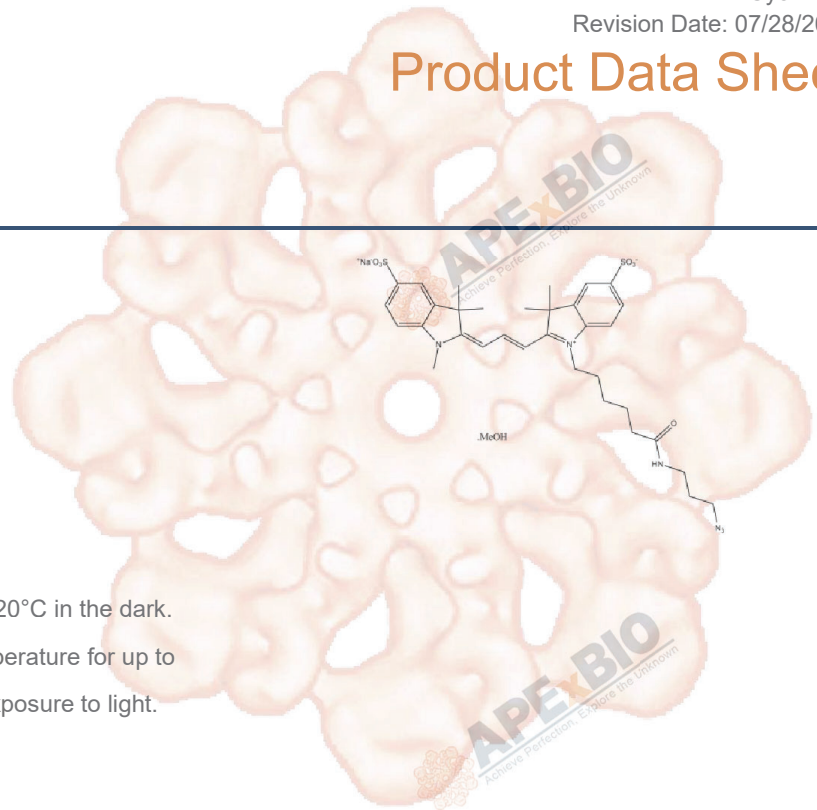 Revision Date: 07/28/20
Product Data Shee
APExBIO
Achieve Perfection, Explore the Unknown
⁺Na⁻O₃S
SO₃⁻
N
N⁺
.MeOH
O
HN
N₃
20°C in the dark.
perature for up to
xposure to light.
APExBIO
Achieve Perfection, Explore the Unknown